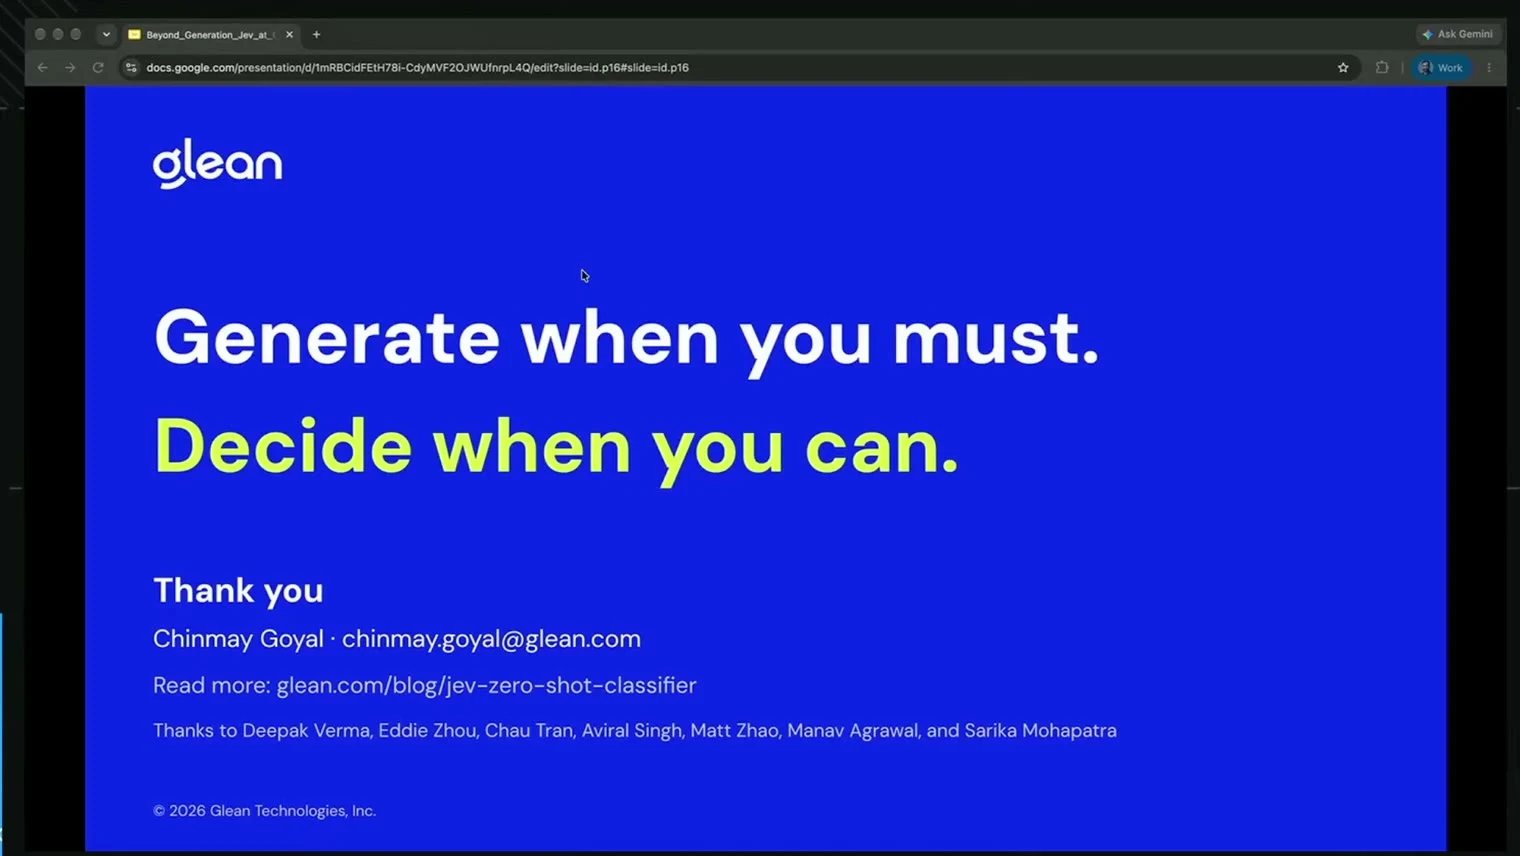 Beyond_Generation_Jev_at_
Ask Gemini
docs.google.com/presentation/d/1mRBCidFEtH78i-CdyMVF2OJWUfnrpL4Q/edit?slide=id.p16#slide=id.p16
Work
glean
Generate when you must.
Decide when you can.
Thank you
Chinmay Goyal · chinmay.goyal@glean.com
Read more: glean.com/blog/jev-zero-shot-classifier
Thanks to Deepak Verma, Eddie Zhou, Chau Tran, Aviral Singh, Matt Zhao, Manav Agrawal, and Sarika Mohapatra
© 2026 Glean Technologies, Inc.